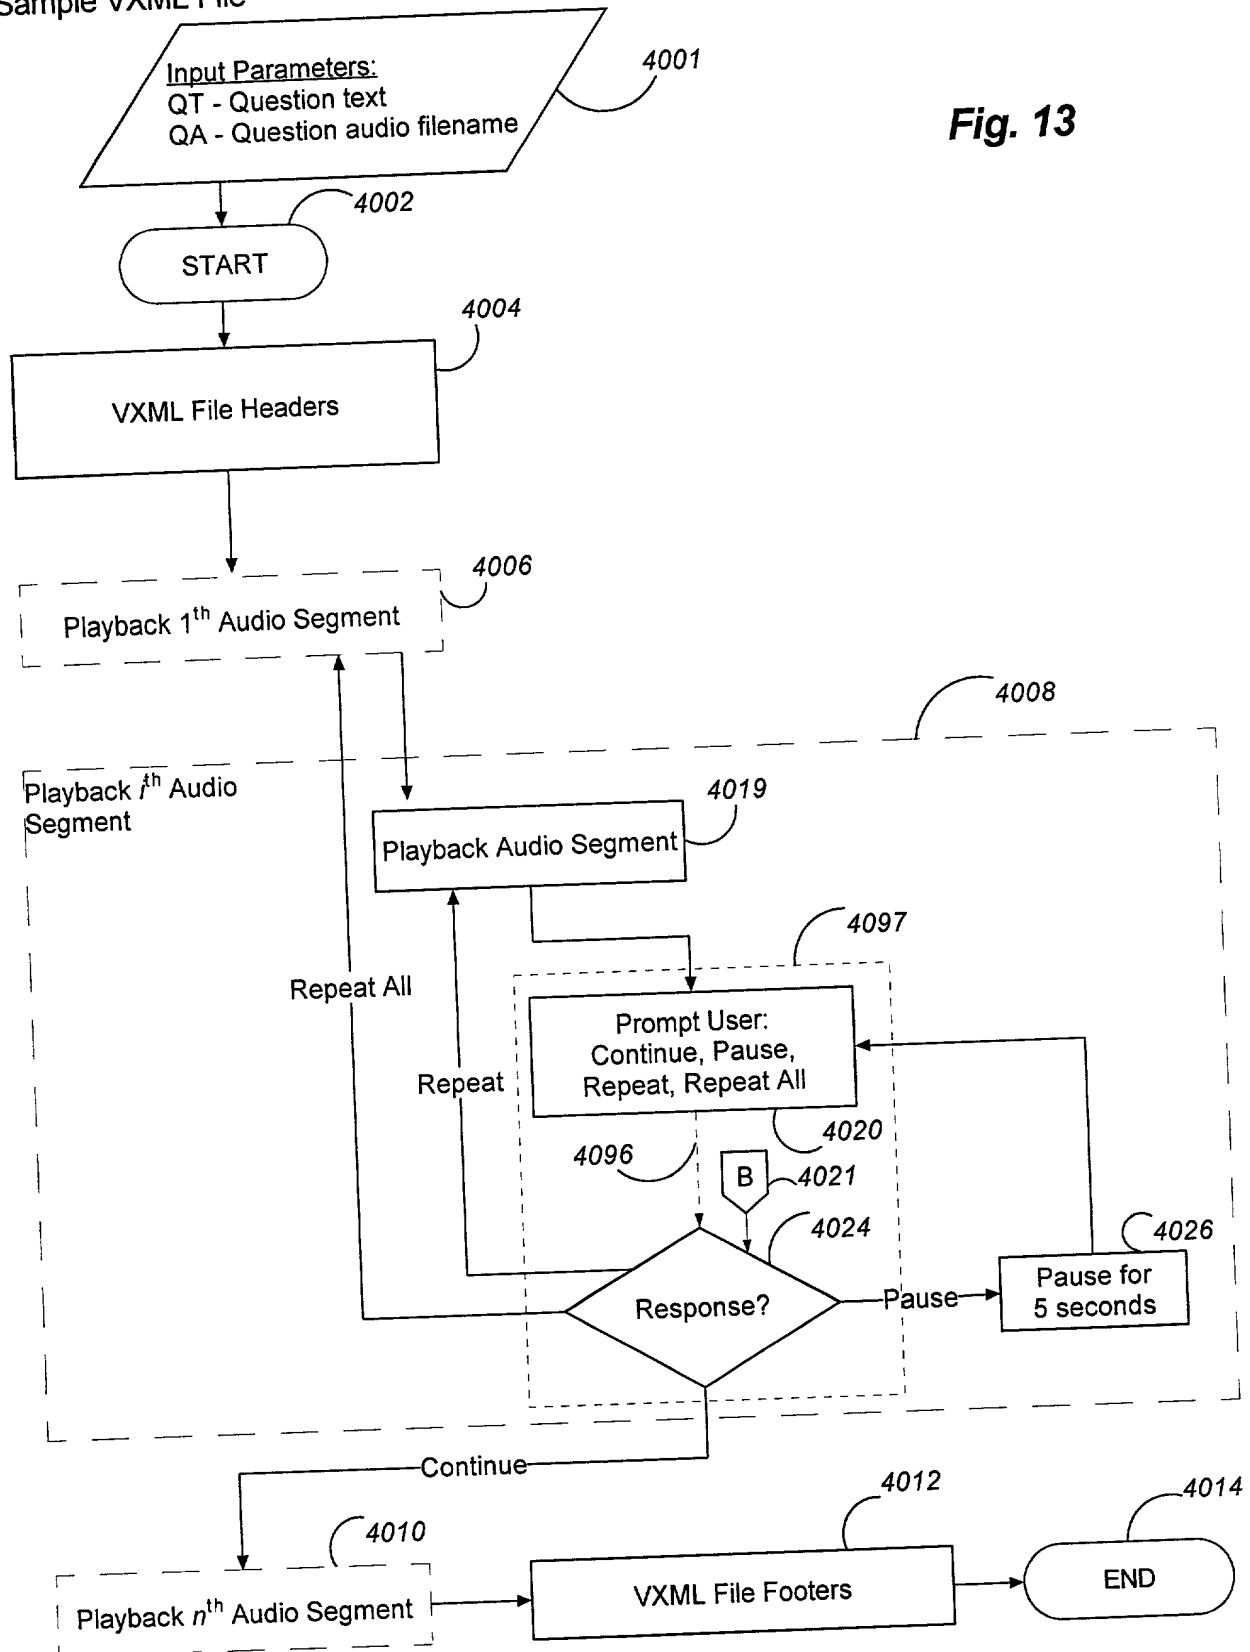 Sample VXML File
Input Parameters:
QT - Question text
QA - Question audio filename
4001
Fig. 13
4002
START
4004
VXML File Headers
4006
Playback 1th Audio Segment
4008
Playback ith Audio
Segment
4019
Playback Audio Segment
4097
Repeat All
Prompt User:
Continue, Pause,
Repeat, Repeat All
Repeat
4020
4096
B
4021
4024
4026
Response?
Pause
Pause for
5 seconds
Continue
4010
4012
4014
Playback nth Audio Segment
VXML File Footers
END